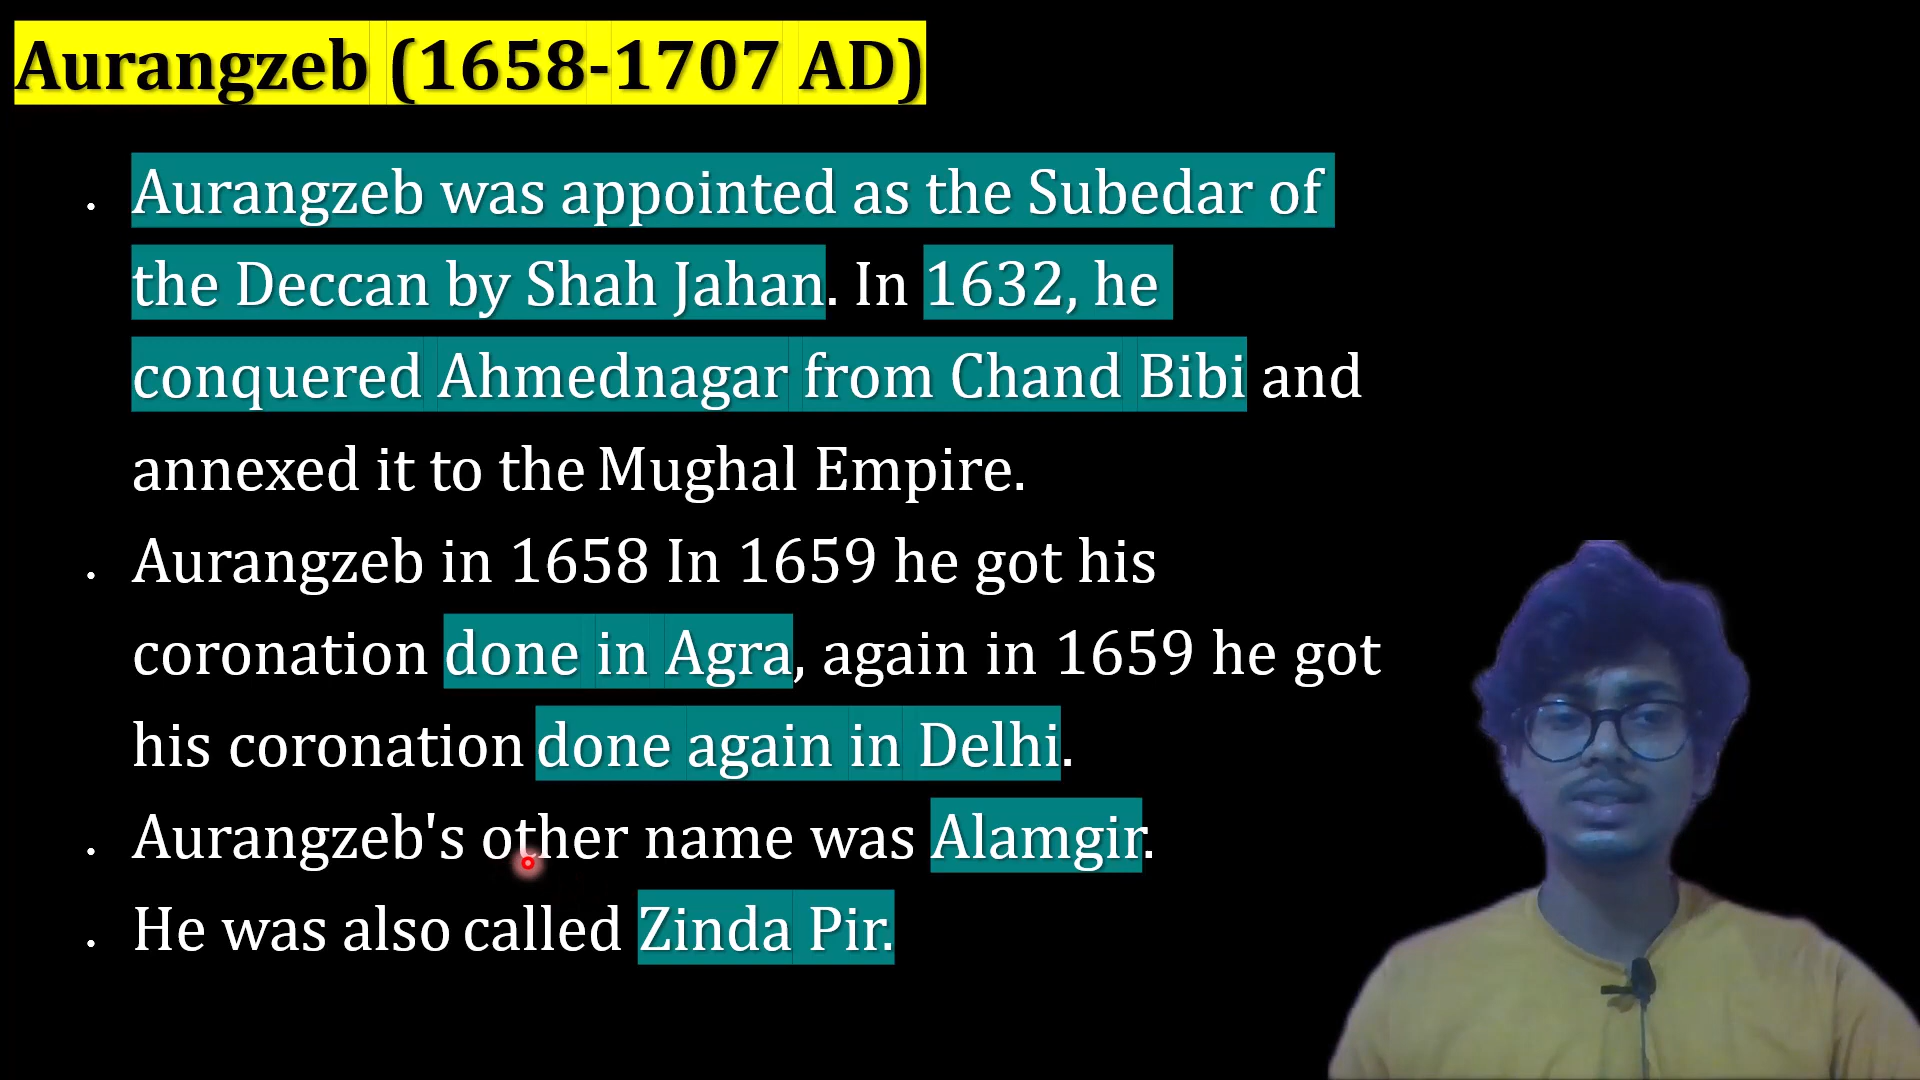 Aurangzeb (1658-1707 AD)
. Aurangzeb was appointed as the Subedar of
the Deccan by Shah Jahan. In 1632, he
conquered Ahmednagar from Chand Bibi and
annexed it to the Mughal Empire.
. Aurangzeb in 1658 In 1659 he got his
coronation done in Agra, again in 1659 he got
his coronation done again in Delhi.
. Aurangzeb's other name was Alamgir.
. He was also called Zinda Pir.